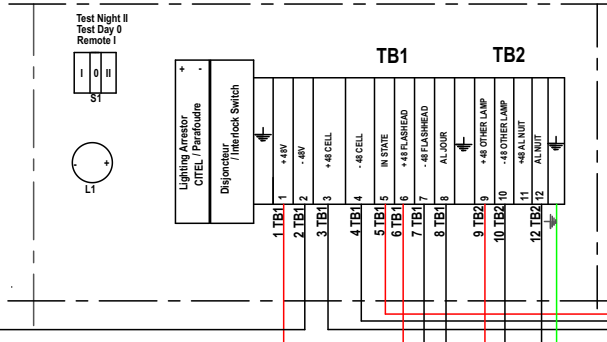 Test Night II
Test Day 0
Remote I
I 0 II
S1
L1
- +
+ -
Lighting Arrestor
CITEL / Parafoudre
Disjoncteur
/ Interlock Switch
TB1
TB2
+ 48V
- 48V
+ 48 CELL
- 48 CELL
IN STATE
+ 48 FLASHEAD
- 48 FLASHHEAD
AL JOUR
+ 48 OTHER LAMP
- 48 OTHER LAMP
+48 AL NUIT
AL NUIT
1 2 3 4 5 6 7 8 9 10 11 12
1 TB1
2 TB1
3 TB1
4 TB1
5 TB1
6 TB1
7 TB1
8 TB1
9 TB2
10 TB2
12 TB2